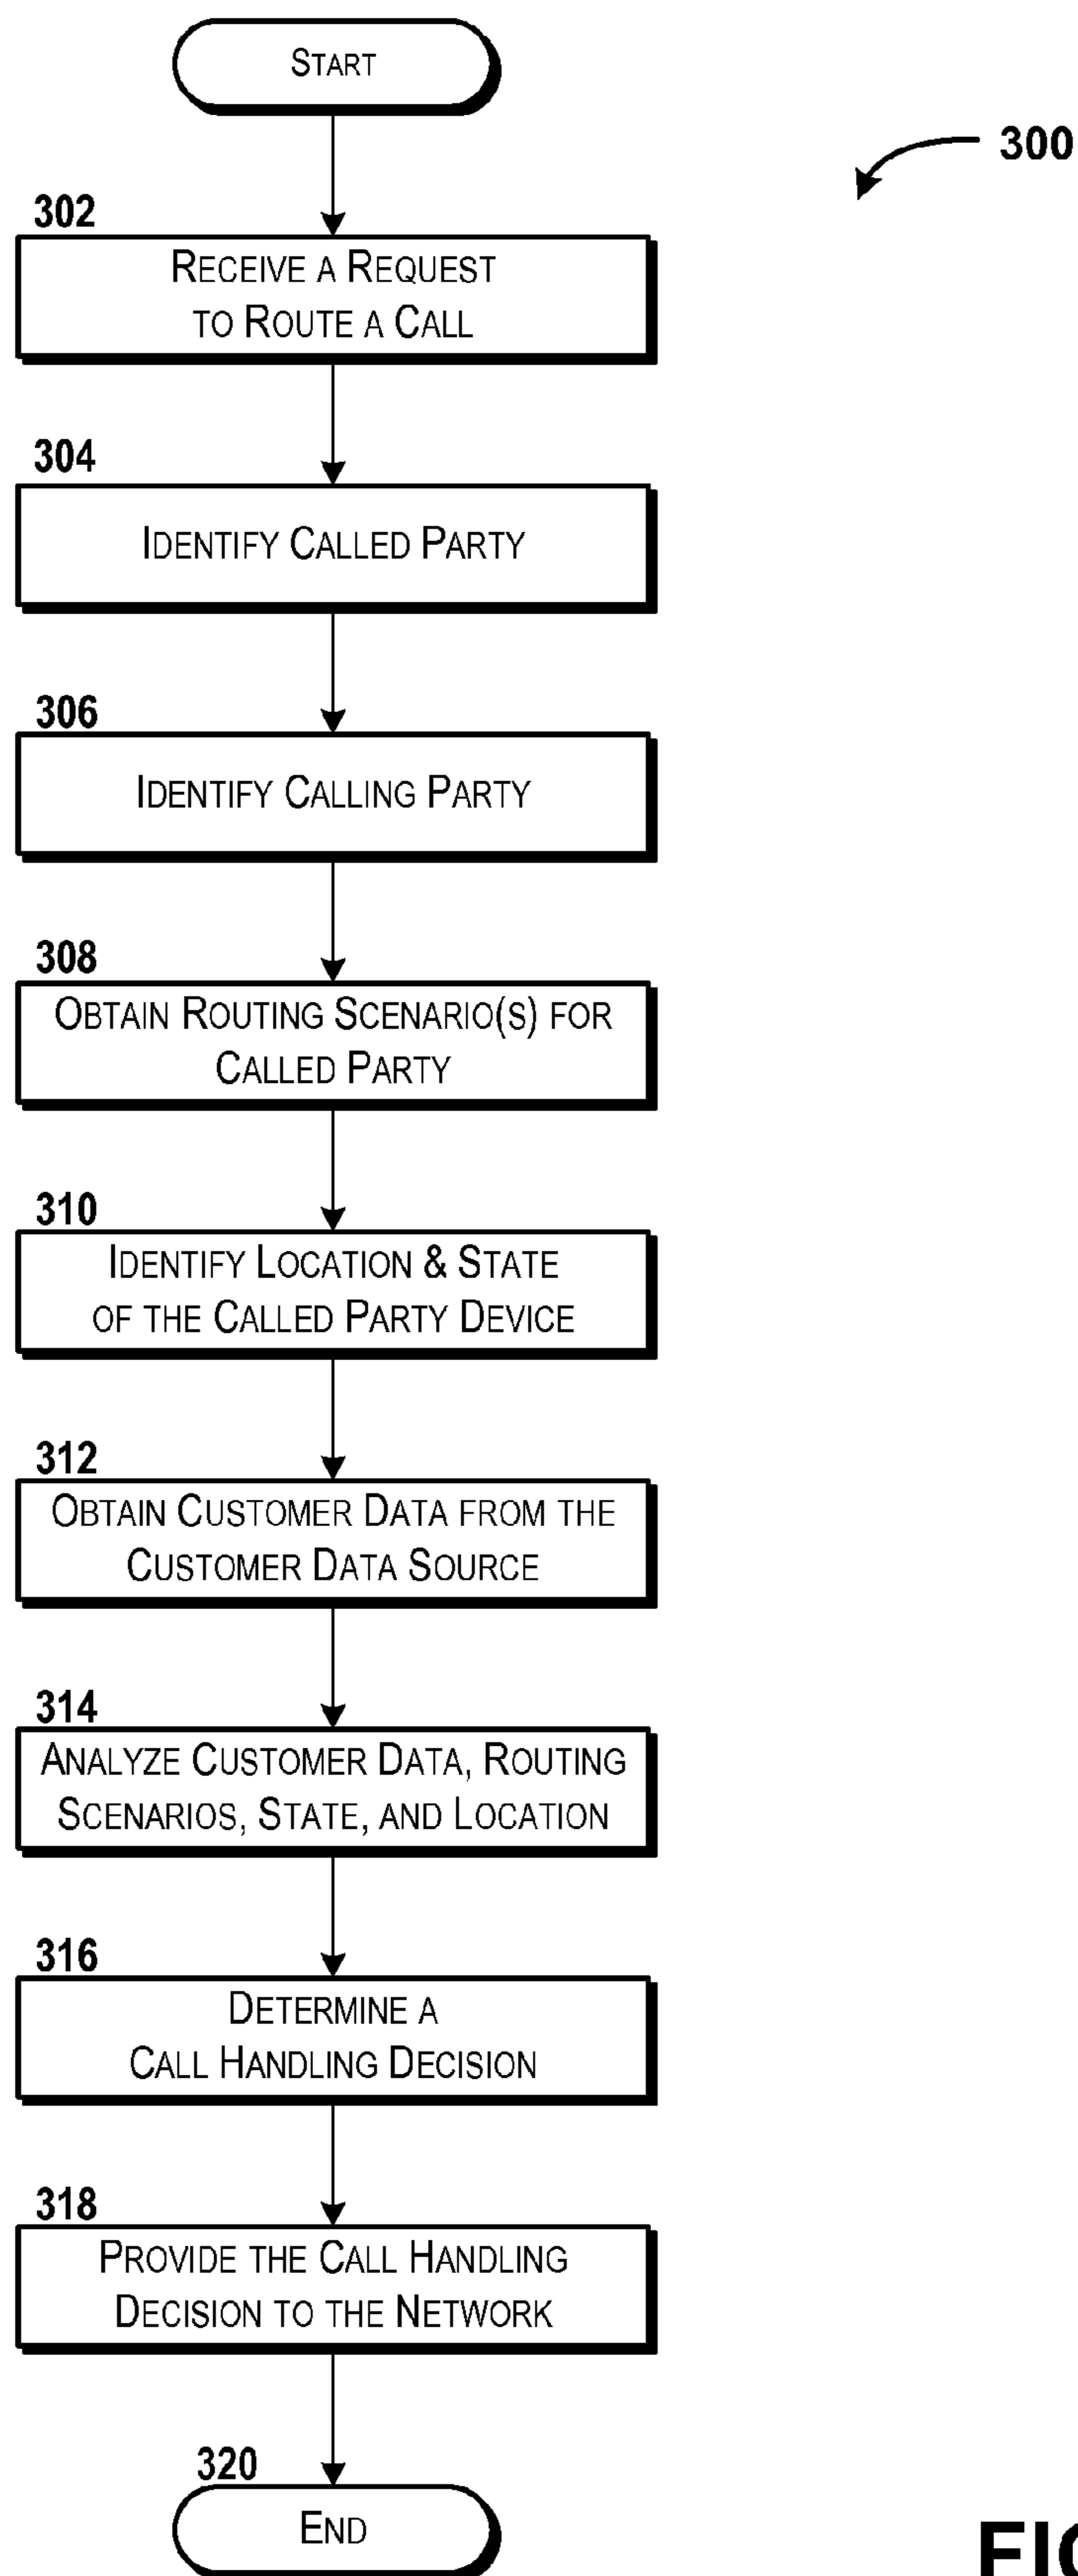 START
300
302
RECEIVE A REQUEST
TO ROUTE A CALL
304
IDENTIFY CALLED PARTY
306
IDENTIFY CALLING PARTY
308
OBTAIN ROUTING SCENARIO(S) FOR
CALLED PARTY
310
IDENTIFY LOCATION & STATE
OF THE CALLED PARTY DEVICE
312
OBTAIN CUSTOMER DATA FROM THE
CUSTOMER DATA SOURCE
314
ANALYZE CUSTOMER DATA, ROUTING
SCENARIOS, STATE, AND LOCATION
316
DETERMINE A
CALL HANDLING DECISION
318
PROVIDE THE CALL HANDLING
DECISION TO THE NETWORK
320
END